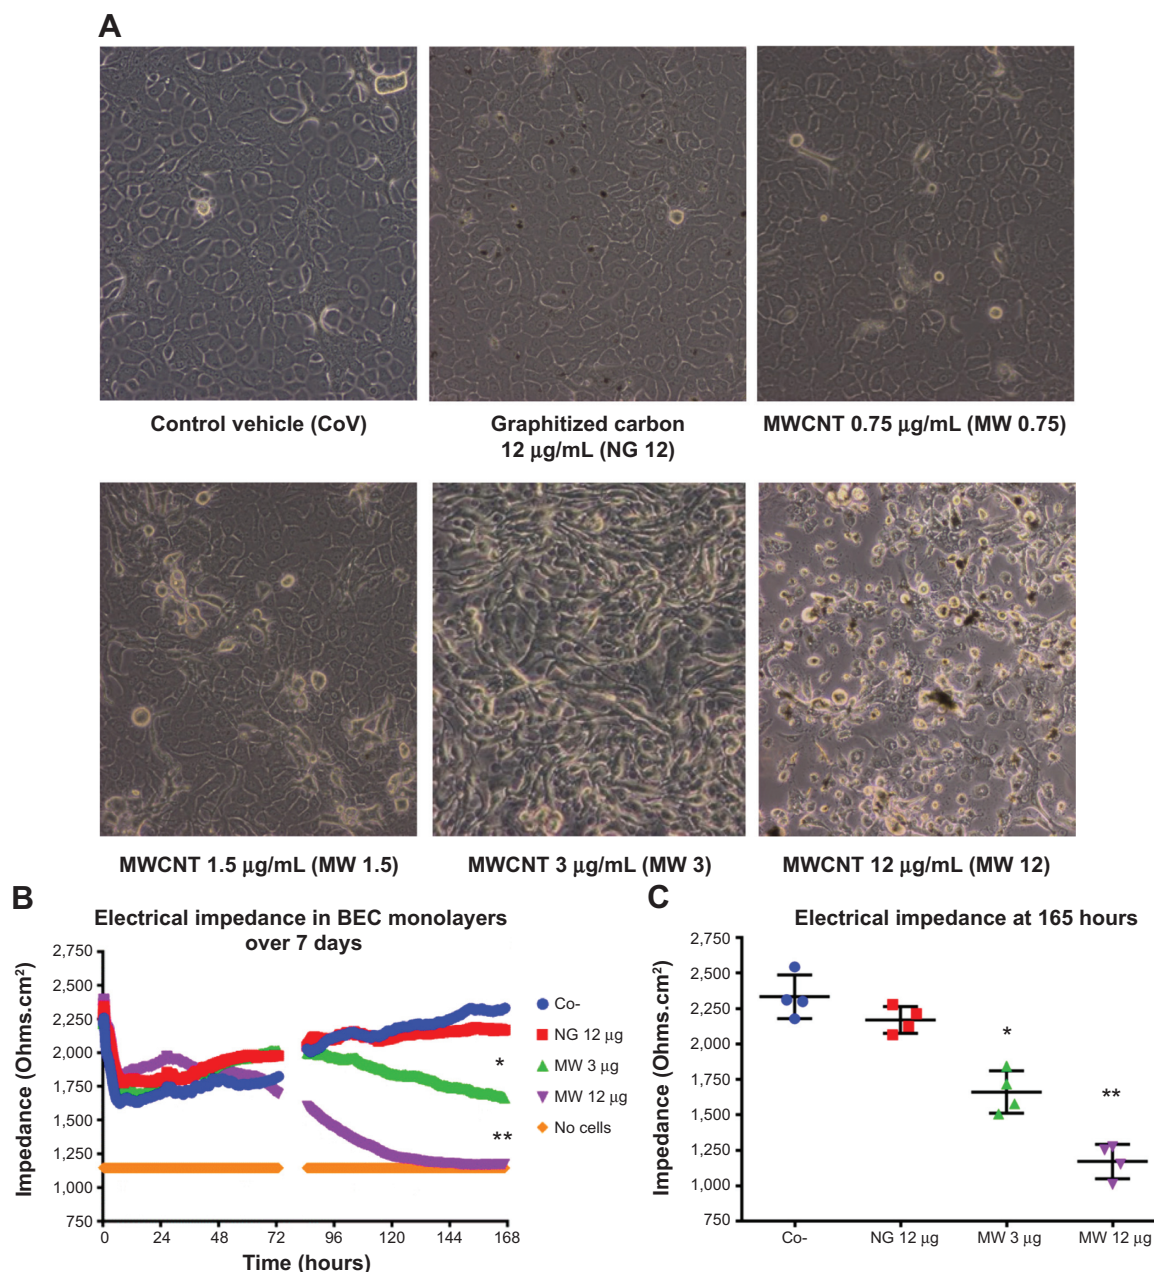 A
Control vehicle (CoV)
Graphitized carbon
12 μg/mL (NG 12)
MWCNT 0.75 μg/mL (MW 0.75)
MWCNT 1.5 μg/mL (MW 1.5)
MWCNT 3 μg/mL (MW 3)
MWCNT 12 μg/mL (MW 12)
B
Electrical impedance in BEC monolayers
over 7 days
Impedance (Ohms.cm²)
2,750
2,500
2,250
2,000
1,750
1,500
1,250
1,000
750
0 24 48 72 96 120 144 168
Time (hours)
*
**
Co-
NG 12 μg
MW 3 μg
MW 12 μg
No cells
C
Electrical impedance at 165 hours
Impedance (Ohms.cm²)
2,750
2,500
2,250
2,000
1,750
1,500
1,250
1,000
750
*
**
Co- NG 12 μg MW 3 μg MW 12 μg